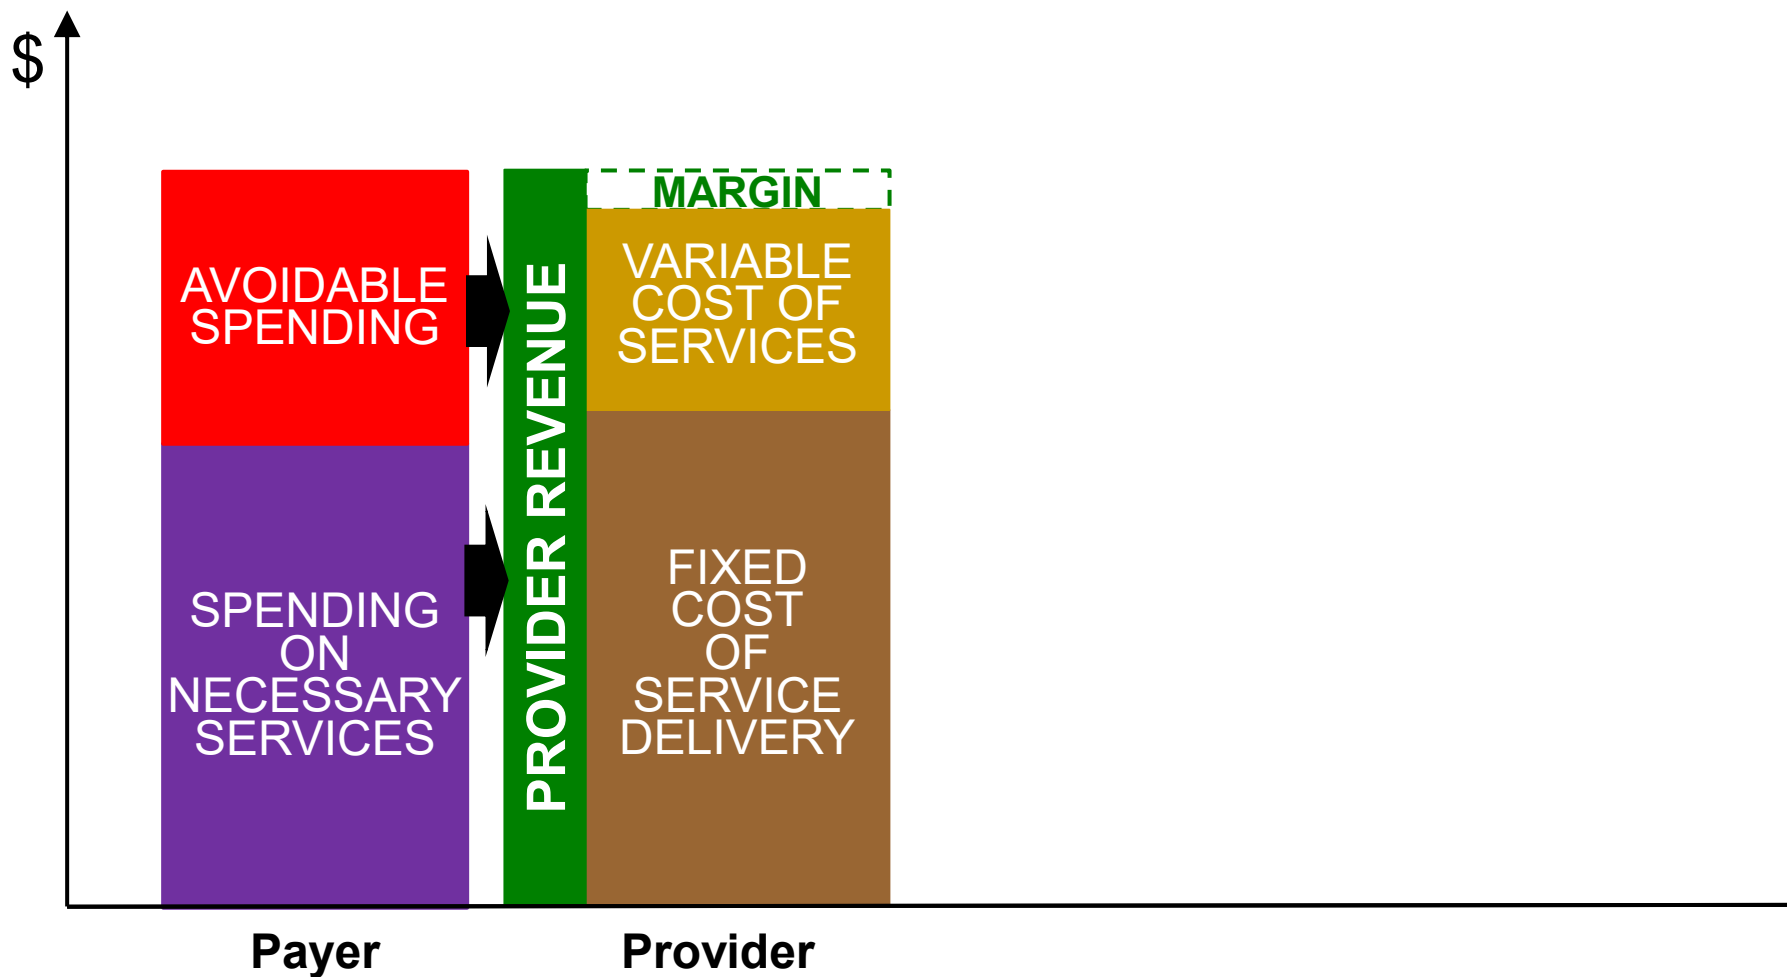 $
AVOIDABLE
SPENDING
SPENDING
ON
NECESSARY
SERVICES
PROVIDER REVENUE
MARGIN
VARIABLE
COST OF
SERVICES
FIXED
COST
OF
SERVICE
DELIVERY
Payer
Provider